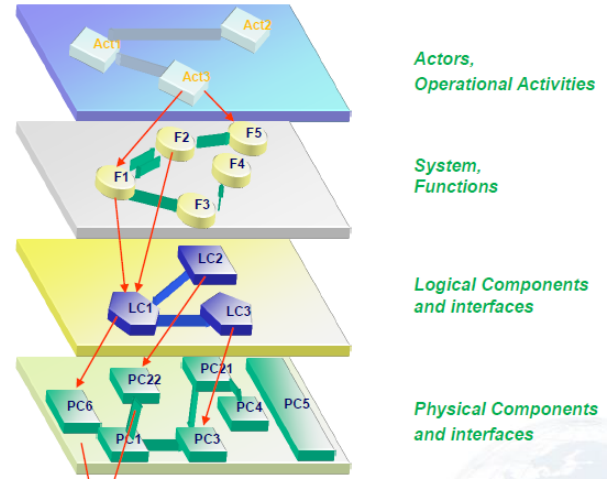 Act2
Act1
Act3
Actors,
Operational Activities
F2
F5
F4
F1
F3
System,
Functions
LC2
LC1
LC3
Logical Components
and interfaces
PC22
PC21
PC6
PC4
PC5
PC1
PC3
Physical Components
and interfaces